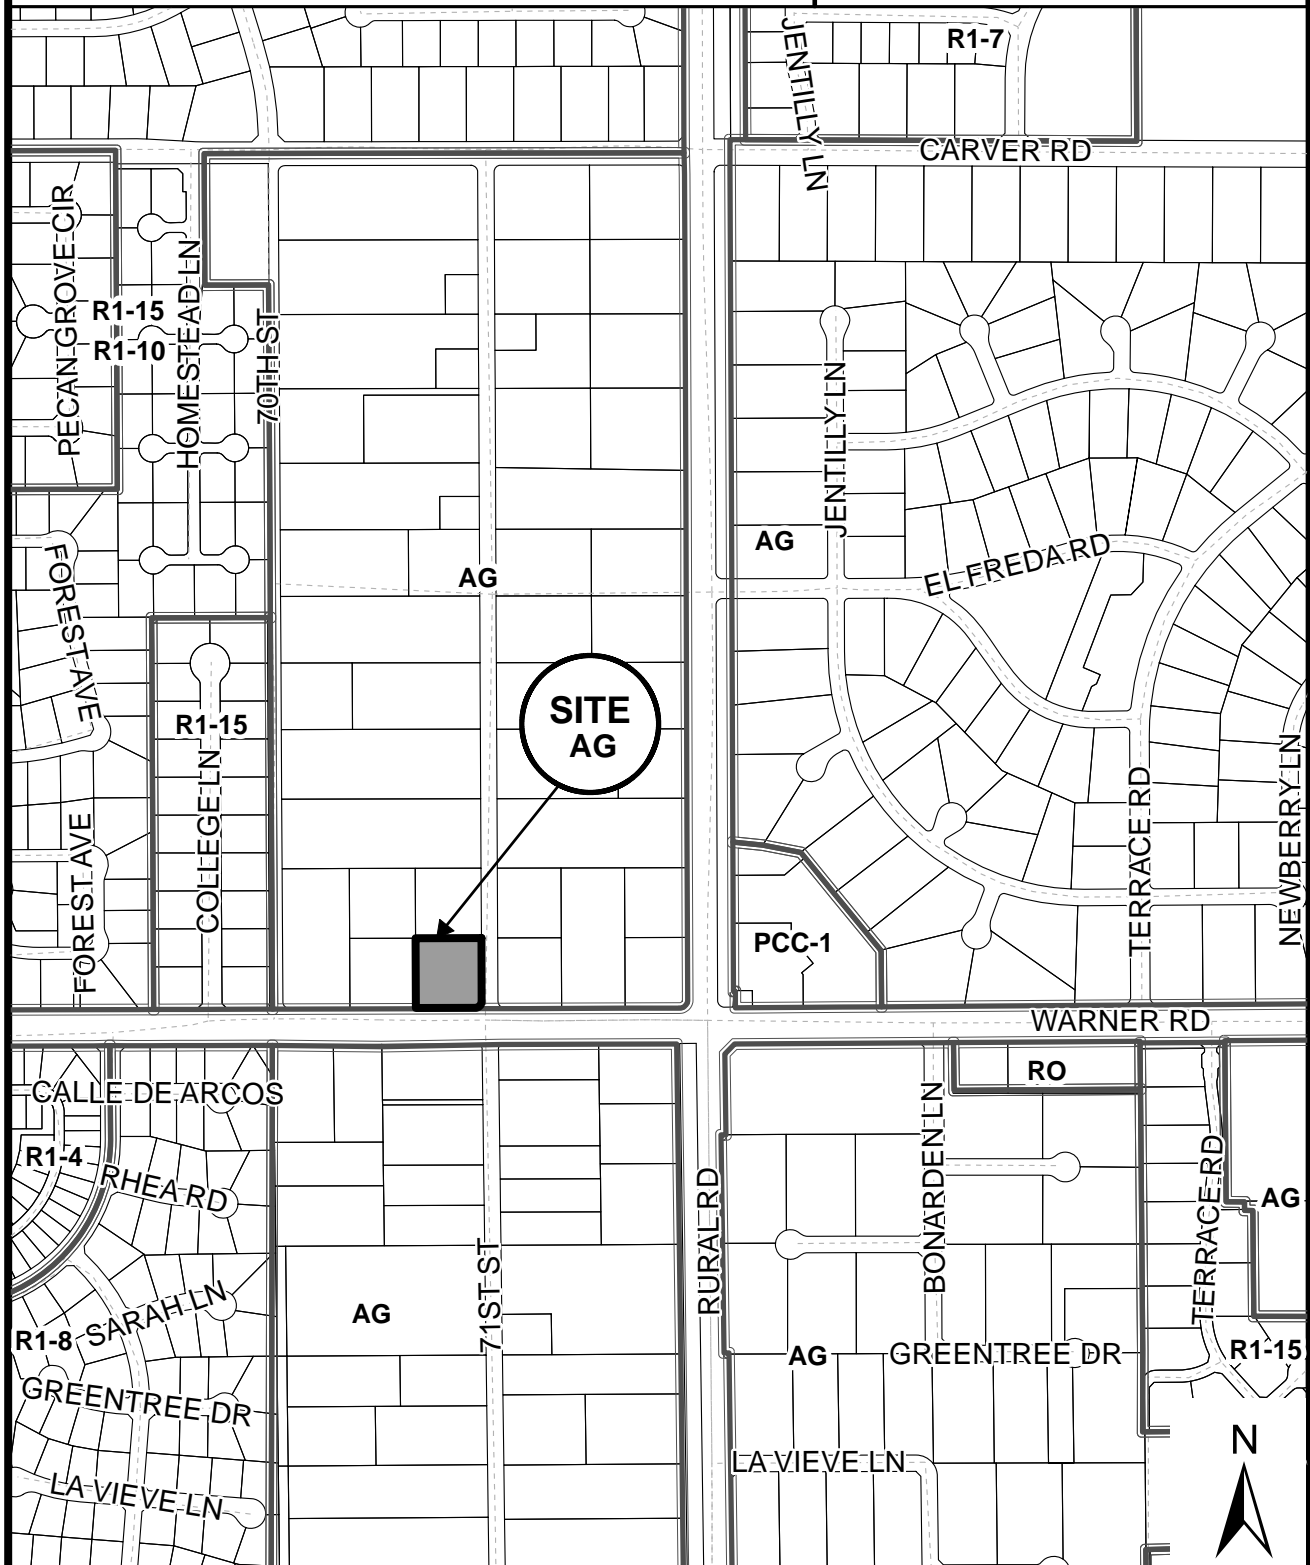 R1-7
JENTILLY LN
CARVER RD
PECAN GROVE CIR
HOMESTEAD LN
R1-15
R1-10
70TH ST
JENTILLY LN
AG
EL FREDA RD
AG
FOREST AVE
SITE
AG
R1-15
COLLEGE LN
FOREST AVE
TERRACE RD
NEWBERRY LN
PCC-1
WARNER RD
RO
CALLE DE ARCOS
BONARDEN LN
R1-4
RHEA RD
RURAL RD
TERRACE RD
AG
71ST ST
SARAH LN
AG
R1-8
AG
GREENTREE DR
R1-15
GREENTREE DR
LA VIEVE LN
N
LA VIEVE LN